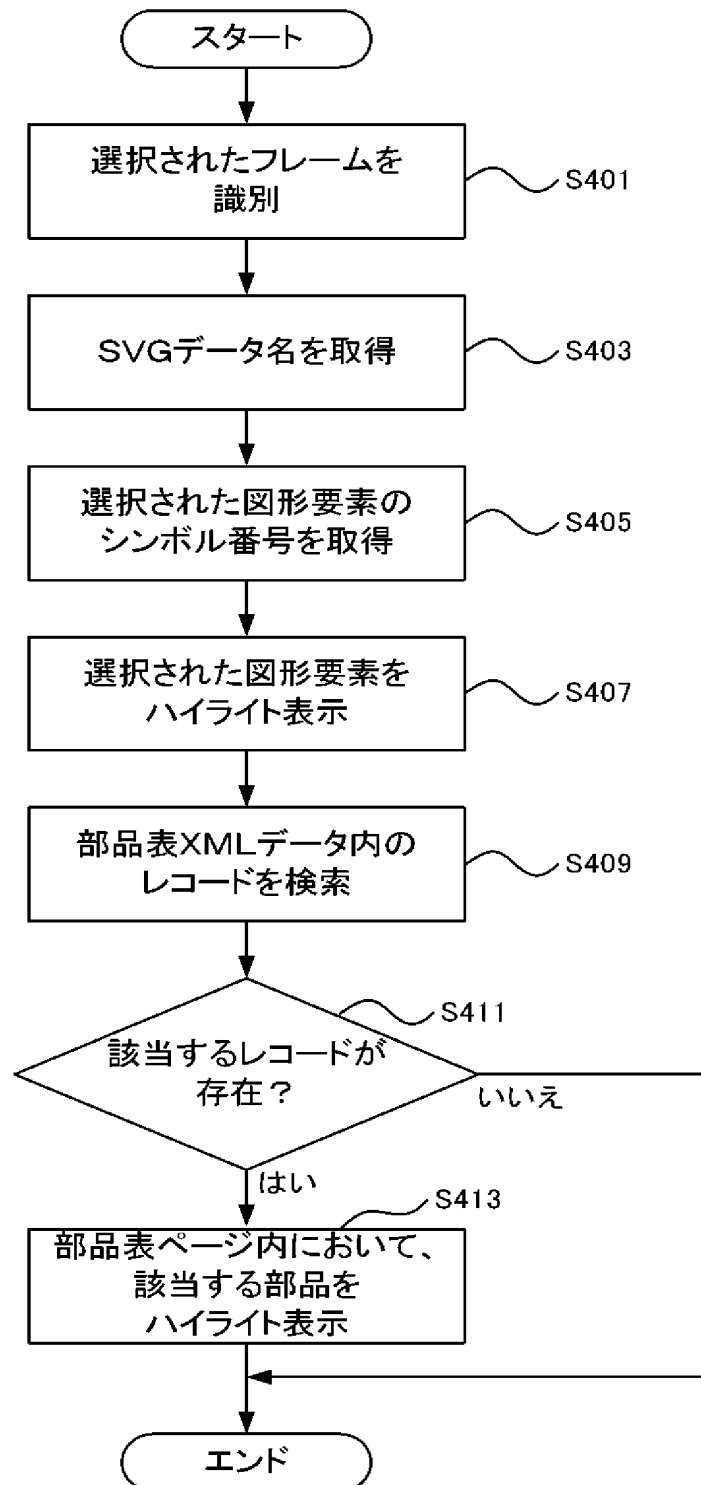 スタート
選択されたフレームを
識別
S401
SVGデータ名を取得
S403
選択された図形要素の
シンボル番号を取得
S405
選択された図形要素を
ハイライト表示
S407
部品表XMLデータ内の
レコードを検索
S409
S411
該当するレコードが
存在？
いいえ
はい
S413
部品表ページ内において、
該当する部品を
ハイライト表示
エンド